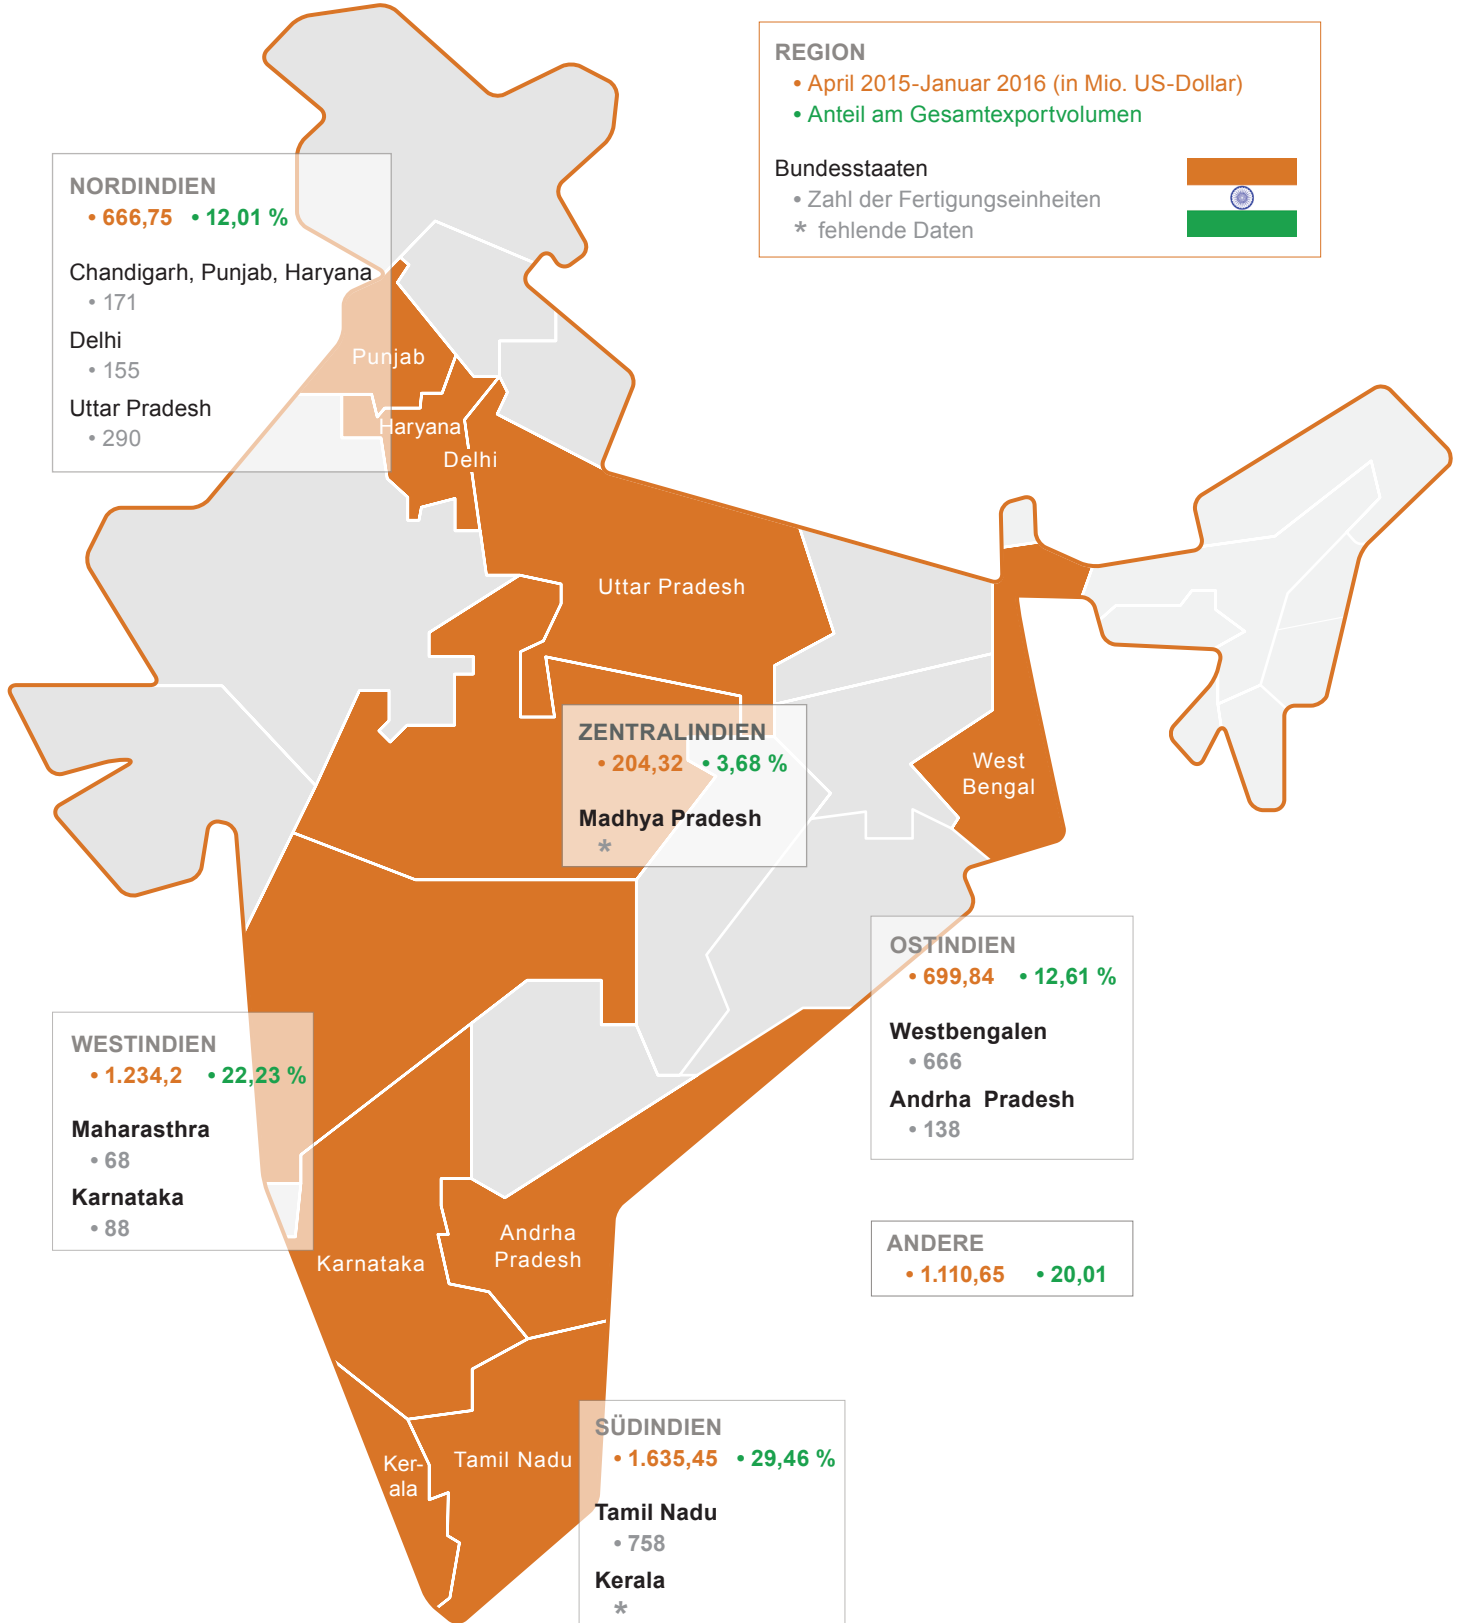 REGION
• April 2015-Januar 2016 (in Mio. US-Dollar)
• Anteil am Gesamtexportvolumen
Bundesstaaten
• Zahl der Fertigungseinheiten
* fehlende Daten
NORDINDIEN
• 666,75 • 12,01 %
Chandigarh, Punjab, Haryana
• 171
Delhi
• 155
Uttar Pradesh
• 290
Punjab
Haryana
Delhi
Uttar Pradesh
ZENTRALINDIEN
• 204,32 • 3,68 %
Madhya Pradesh
*
West
Bengal
OSTINDIEN
• 699,84 • 12,61 %
Westbengalen
• 666
Andrha Pradesh
• 138
WESTINDIEN
• 1.234,2 • 22,23 %
Maharasthra
• 68
Karnataka
• 88
Karnataka
Andrha
Pradesh
ANDERE
• 1.110,65 • 20,01
Ker-
ala
Tamil Nadu
SÜDINDIEN
• 1.635,45 • 29,46 %
Tamil Nadu
• 758
Kerala
*